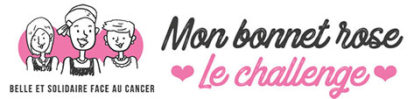 Mon bonnet rose
Le challenge
BELLE ET SOLIDAIRE FACE AU CANCER